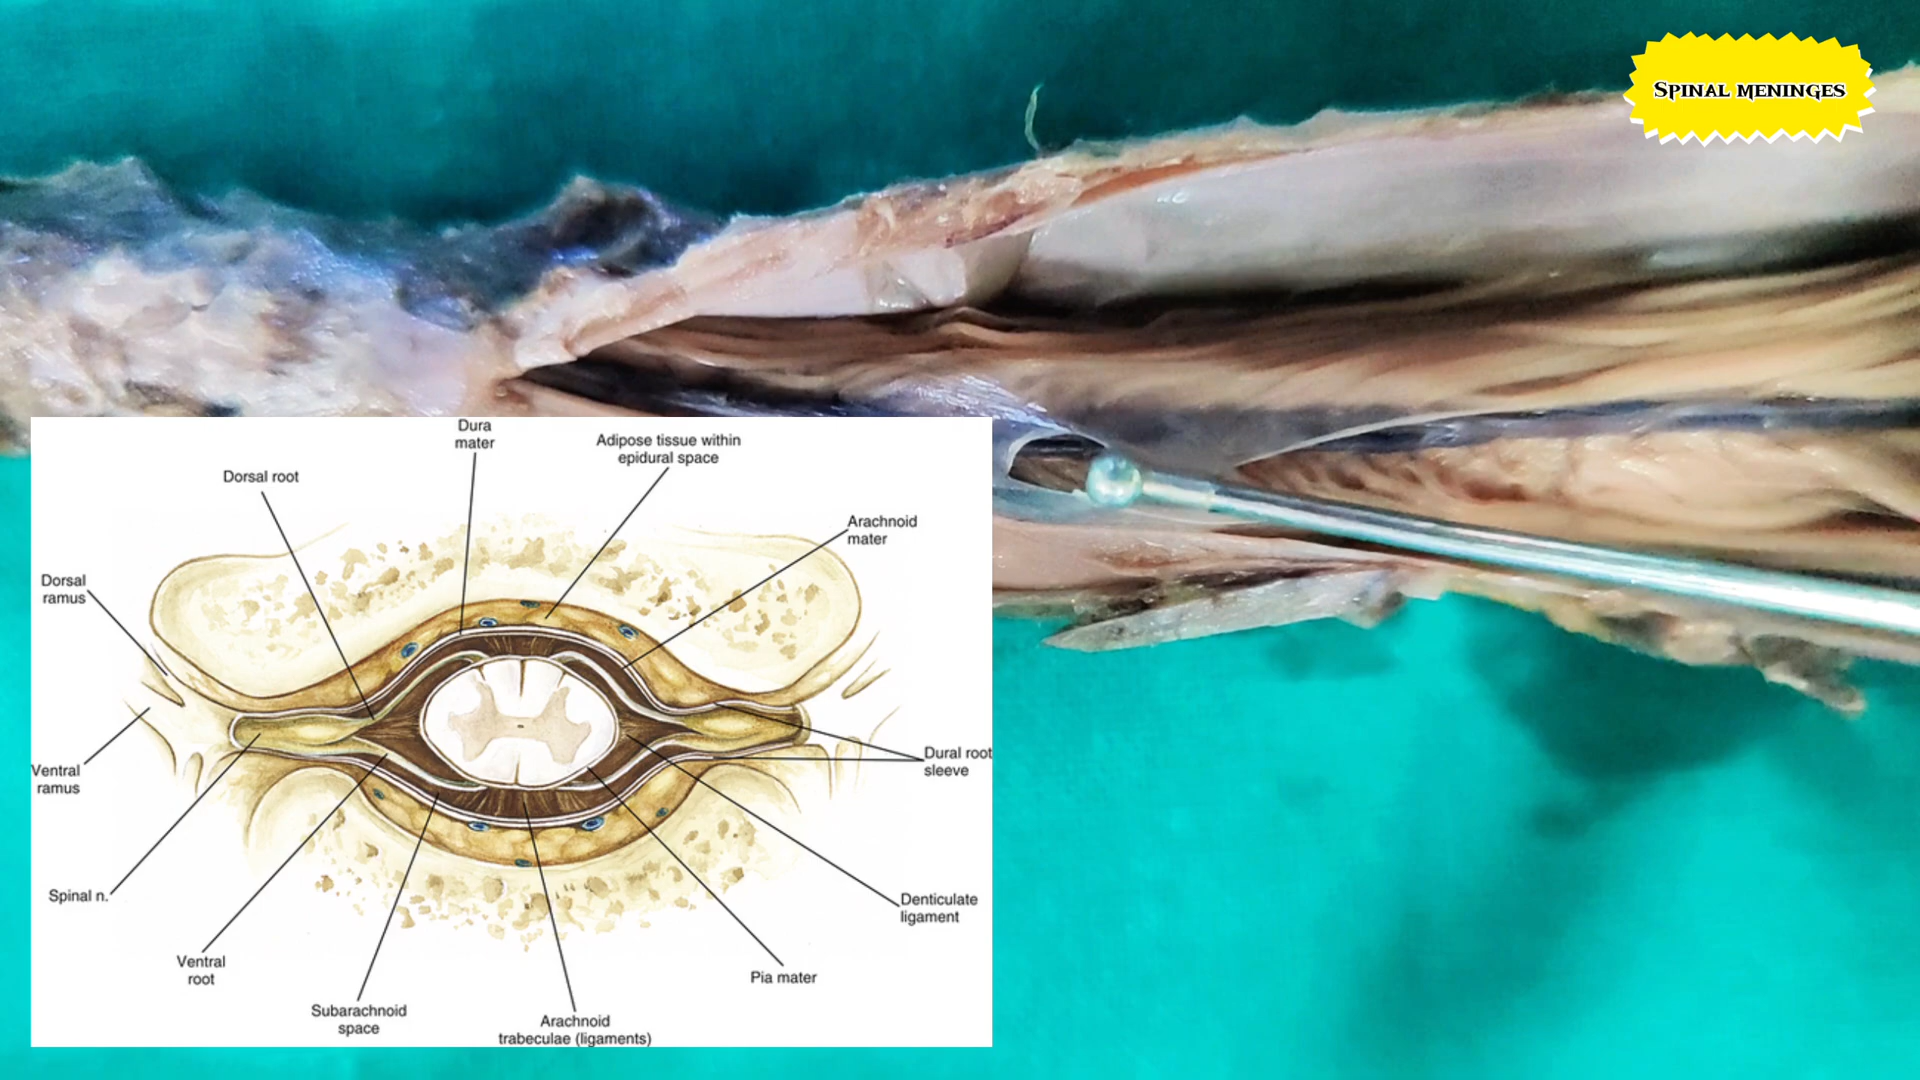 SPINAL MENINGES
Dura
mater
Adipose tissue within
epidural space
Dorsal root
Arachnoid
mater
Dorsal
ramus
Dural root
sleeve
Ventral
ramus
Spinal n.
Denticulate
ligament
Ventral
root
Pia mater
Subarachnoid
space
Arachnoid
trabeculae (ligaments)